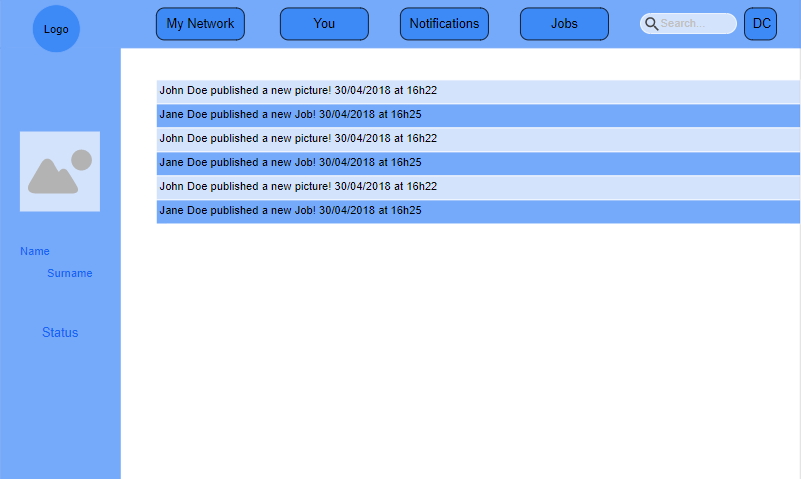 Logo
My Network
You
Notifications
Jobs
Search...
DC
John Doe published a new picture! 30/04/2018 at 16h22
Jane Doe published a new Job! 30/04/2018 at 16h25
John Doe published a new picture! 30/04/2018 at 16h22
Jane Doe published a new Job! 30/04/2018 at 16h25
John Doe published a new picture! 30/04/2018 at 16h22
Jane Doe published a new Job! 30/04/2018 at 16h25
Name
Surname
Status